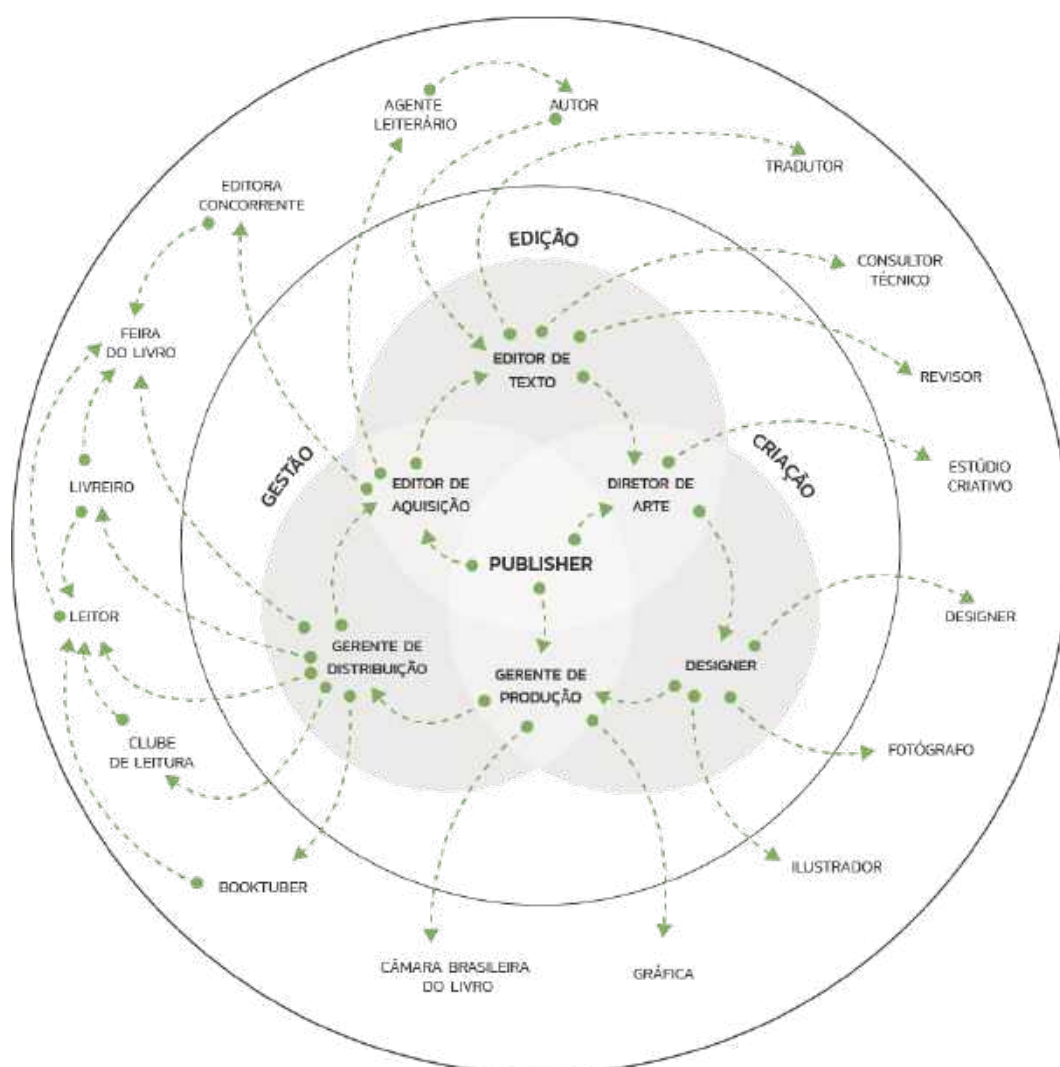 AGENTE
LEITERÁRIO
AUTOR
TRADUTOR
EDITORA
CONCORRENTE
EDIÇÃO
CONSULTOR
TÉCNICO
FEIRA
DO LIVRO
EDITOR DE
TEXTO
REVISOR
GESTÃO
CRIAÇÃO
LIVREIRO
EDITOR DE
AQUISIÇÃO
DIRETOR DE
ARTE
ESTÚDIO
CRIATIVO
PUBLISHER
LEITOR
DESIGNER
GERENTE DE
DISTRIBUIÇÃO
GERENTE DE
PRODUÇÃO
DESIGNER
CLUBE
DE LEITURA
FOTÓGRAFO
BOOKTUBER
ILUSTRADOR
CÂMARA BRASILEIRA
DO LIVRO
GRÁFICA